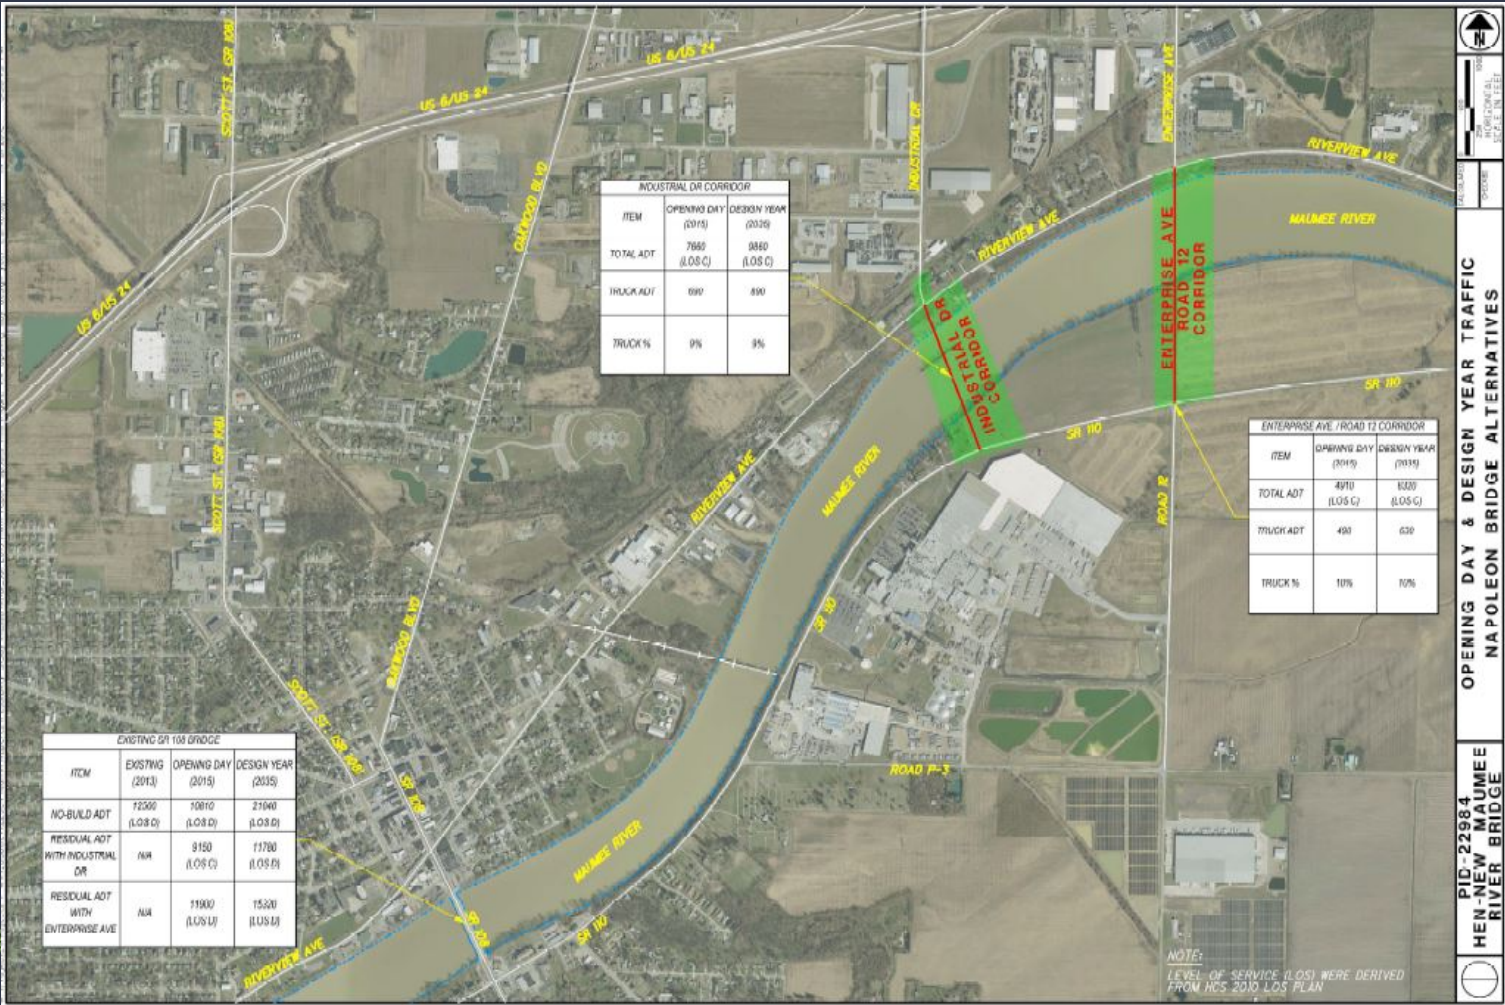 SCOTT ST. (SR 108)
US 6/US 24
US 6/US 24
OAKWOOD BLVD
INDUSTRIAL DR
ENTERPRISE AVE
RIVERVIEW AVE
MAUMEE RIVER
INDUSTRIAL DR CORRIDOR
ITEM
OPENING DAY
(2015)
DESIGN YEAR
(2035)
TOTAL ADT
7660
(LOS C)
9860
(LOS C)
TRUCK ADT
690
890
TRUCK %
9%
9%
RIVERVIEW AVE
INDUSTRIAL DR
CORRIDOR
ENTERPRISE AVE
ROAD 12
CORRIDOR
US 6/US 24
SR 110
SR 110
ENTERPRISE AVE / ROAD 12 CORRIDOR
ITEM
OPENING DAY
(2015)
DESIGN YEAR
(2035)
TOTAL ADT
4910
(LOS C)
6320
(LOS C)
TRUCK ADT
490
630
TRUCK %
10%
10%
SCOTT ST. (SR 108)
RIVERVIEW AVE
MAUMEE RIVER
ROAD 12
OAKWOOD BLVD
SR 110
SCOTT ST. (SR 108)
SR 108
ROAD P-3
EXISTING SR 108 BRIDGE
ITEM
EXISTING
(2013)
OPENING DAY
(2015)
DESIGN YEAR
(2035)
NO-BUILD ADT
(LOS D)
(LOS D)
(LOS D)
RESIDUAL ADT
WITH INDUSTRIAL
DR
N/A
9150
(LOS C)
11780
(LOS D)
RESIDUAL ADT
WITH
ENTERPRISE AVE
N/A
11900
(LOS D)
15320
(LOS D)
MAUMEE RIVER
SR 108
SR 110
RIVERVIEW AVE
NOTE:
LEVEL OF SERVICE (LOS) WERE DERIVED
FROM HCS 2010 LOS PLAN
N
HORIZONTAL
SCALE IN FEET
CALCULATED
CHECKED
OPENING DAY & DESIGN YEAR TRAFFIC
NAPOLEON BRIDGE ALTERNATIVES
PID-22984
HEN-NEW MAUMEE
RIVER BRIDGE